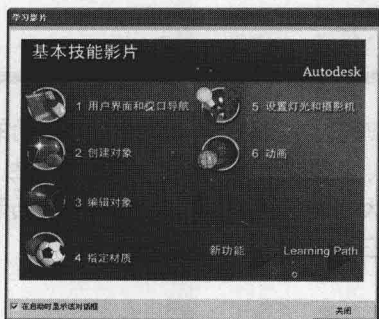 学习影片
基本技能影片
Autodesk
1 用户界面和视口导航
2 创建对象
3 编辑对象
4 指定材质
5 设置灯光和摄影机
6 动画
新功能
Learning Path
在启动时显示该对话框
关闭